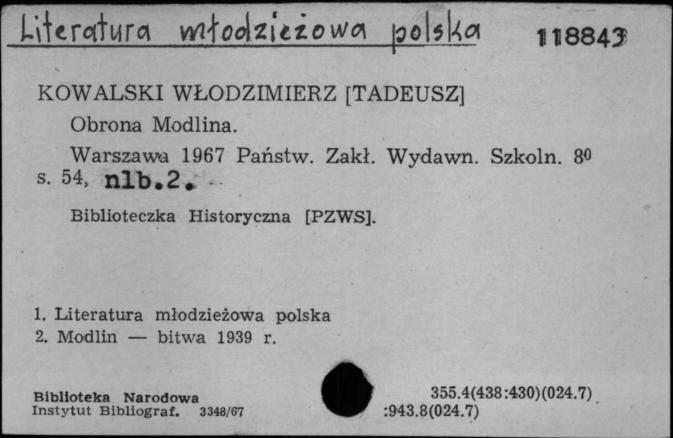 Literatura młodzieżowa polska 118843
KOWALSKI WŁODZIMIERZ [TADEUSZ]
Obrona Modlina.
Warszawa 1967 Państw. Zakł. Wydawn. Szkoln. 8⁰
s. 54, nlb.2.
Biblioteczka Historyczna [PZWS].
1. Literatura młodzieżowa polska
2. Modlin — bitwa 1939 r.
Biblioteka Narodowa 355.4(438:430)(024.7)
Instytut Bibliograf. 3348/67 :943.8(024.7)